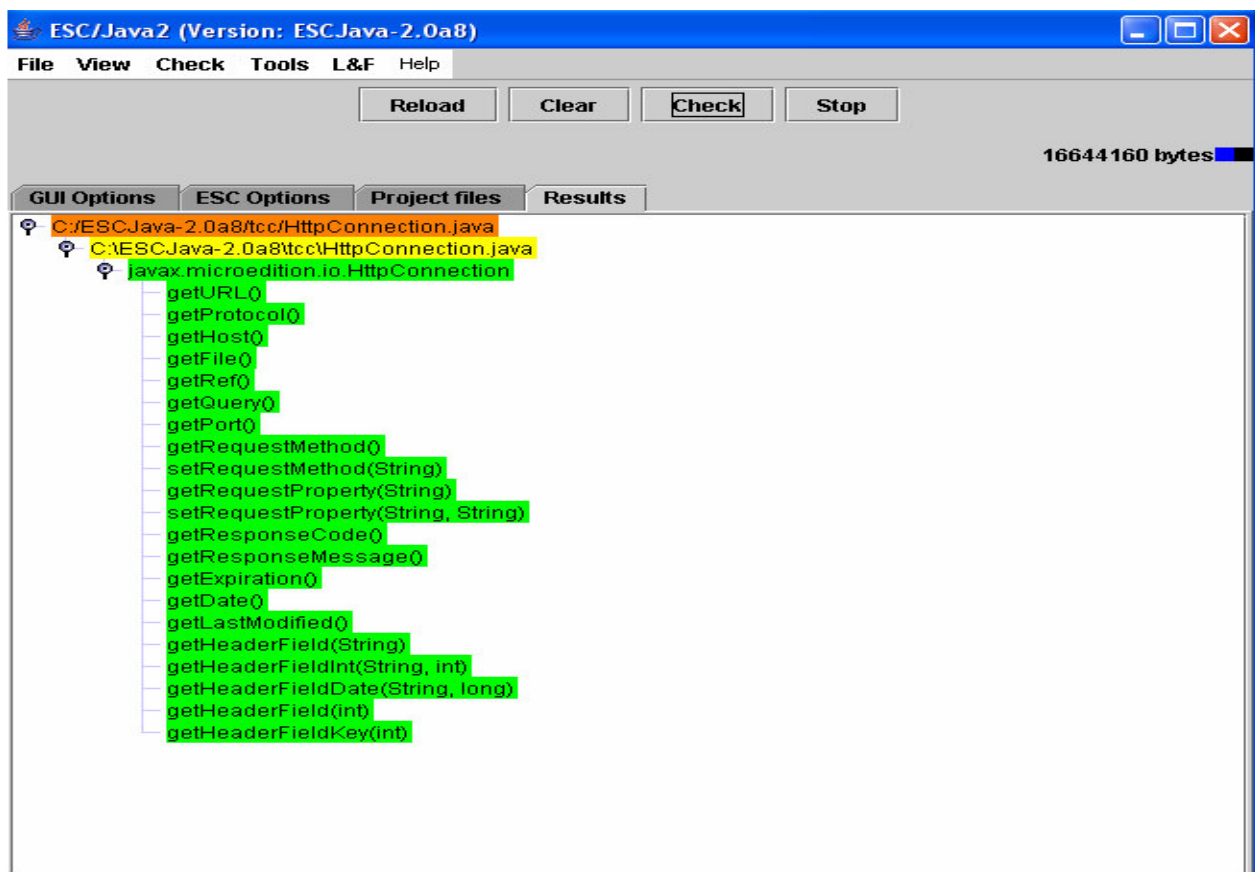 ESC/Java2 (Version: ESCJava-2.0a8)
File View Check Tools L&F Help
Reload Clear Check Stop
16644160 bytes
GUI Options ESC Options Project files Results
C:/ESCJava-2.0a8/tcc/HttpConnection.java
C:\ESCJava-2.0a8\tcc\HttpConnection.java
javax.microedition.io.HttpConnection
getURL()
getProtocol()
getHost()
getFile()
getRef()
getQuery()
getPort()
getRequestMethod()
setRequestMethod(String)
getRequestProperty(String)
setRequestProperty(String, String)
getResponseCode()
getResponseMessage()
getExpiration()
getDate()
getLastModified()
getHeaderField(String)
getHeaderFieldInt(String, int)
getHeaderFieldDate(String, long)
getHeaderField(int)
getHeaderFieldKey(int)